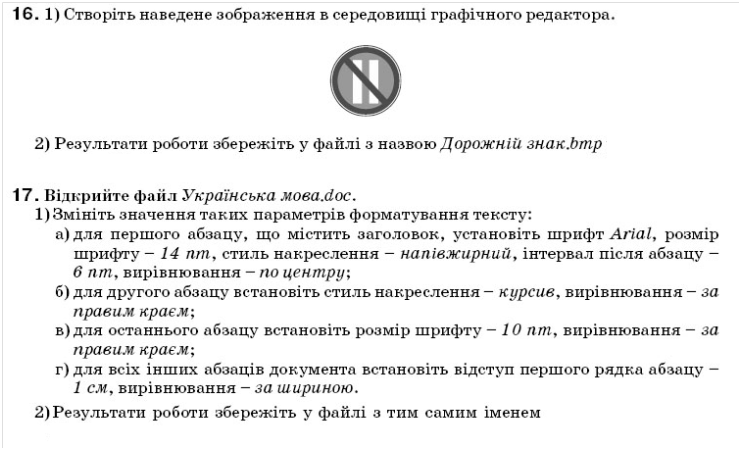 16. 1) Створіть наведене зображення в середовищі графічного редактора.
2) Результати роботи збережіть у файлі з назвою Дорожній знак.bmp
17. Відкрийте файл Українська мова.doc.
1) Змініть значення таких параметрів форматування тексту:
а) для першого абзацу, що містить заголовок, установіть шрифт Arial, розмір
шрифту – 14 пт, стиль накреслення – напівжирний, інтервал після абзацу –
6 пт, вирівнювання – по центру;
б) для другого абзацу встановіть стиль накреслення – курсив, вирівнювання – за
правим краєм;
в) для останнього абзацу встановіть розмір шрифту – 10 пт, вирівнювання – за
правим краєм;
г) для всіх інших абзаців документа встановіть відступ першого рядка абзацу –
1 см, вирівнювання – за шириною.
2) Результати роботи збережіть у файлі з тим самим іменем